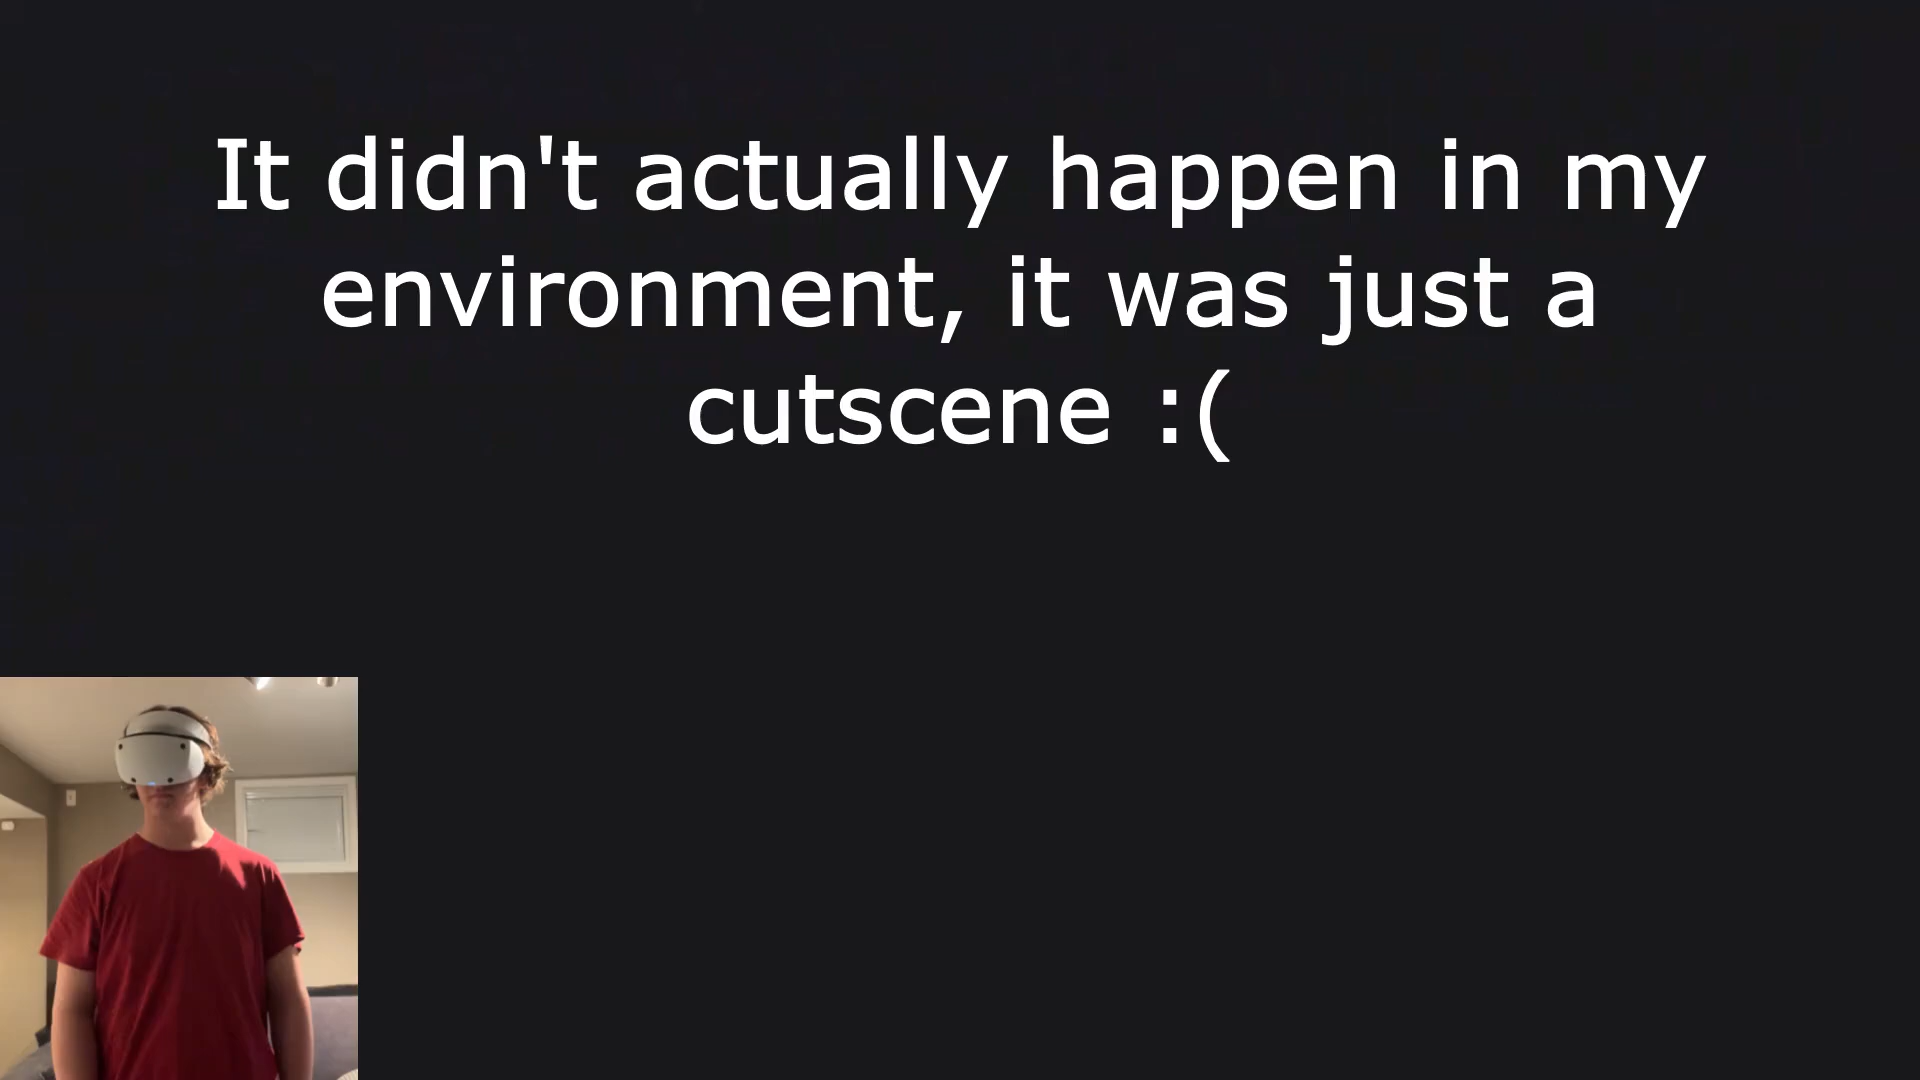 It didn't actually happen in my
environment, it was just a
cutscene :(